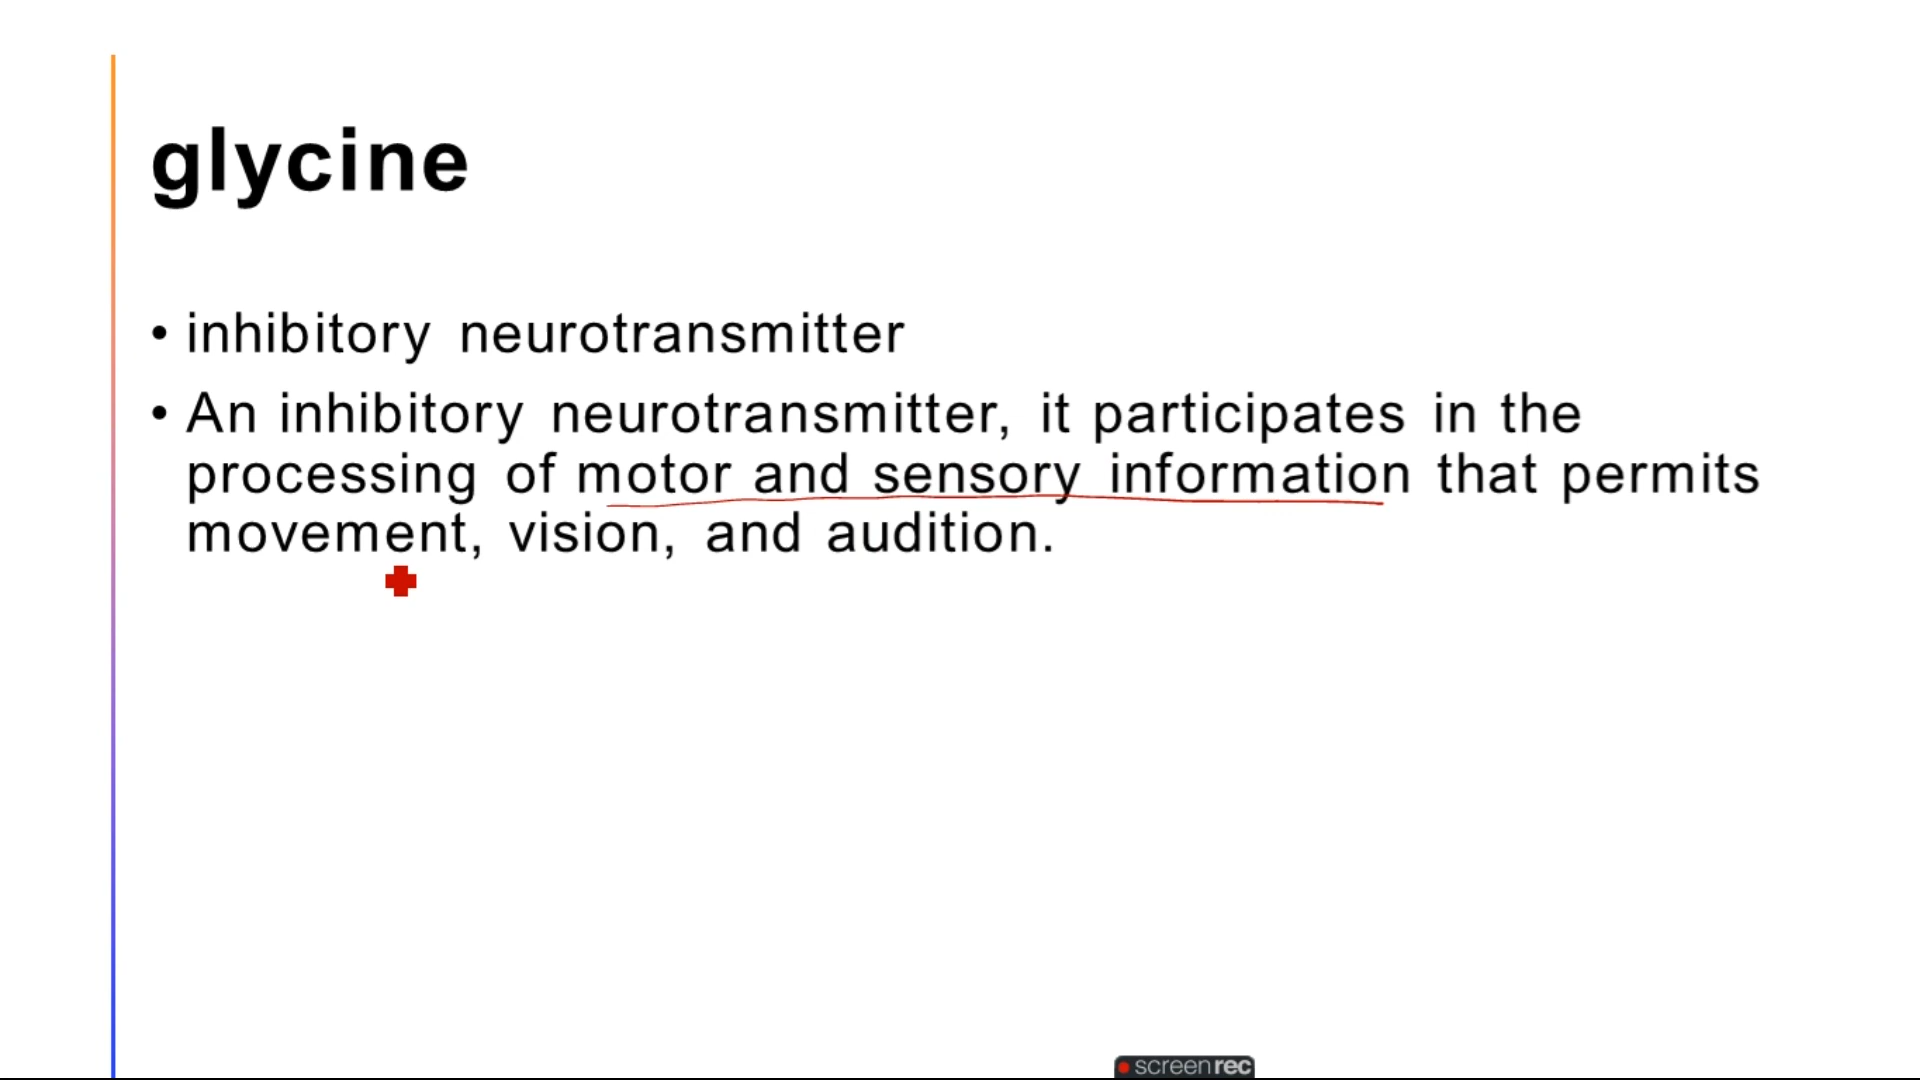 glycine
• inhibitory neurotransmitter
• An inhibitory neurotransmitter, it participates in the
processing of motor and sensory information that permits
movement, vision, and audition.
screenrec